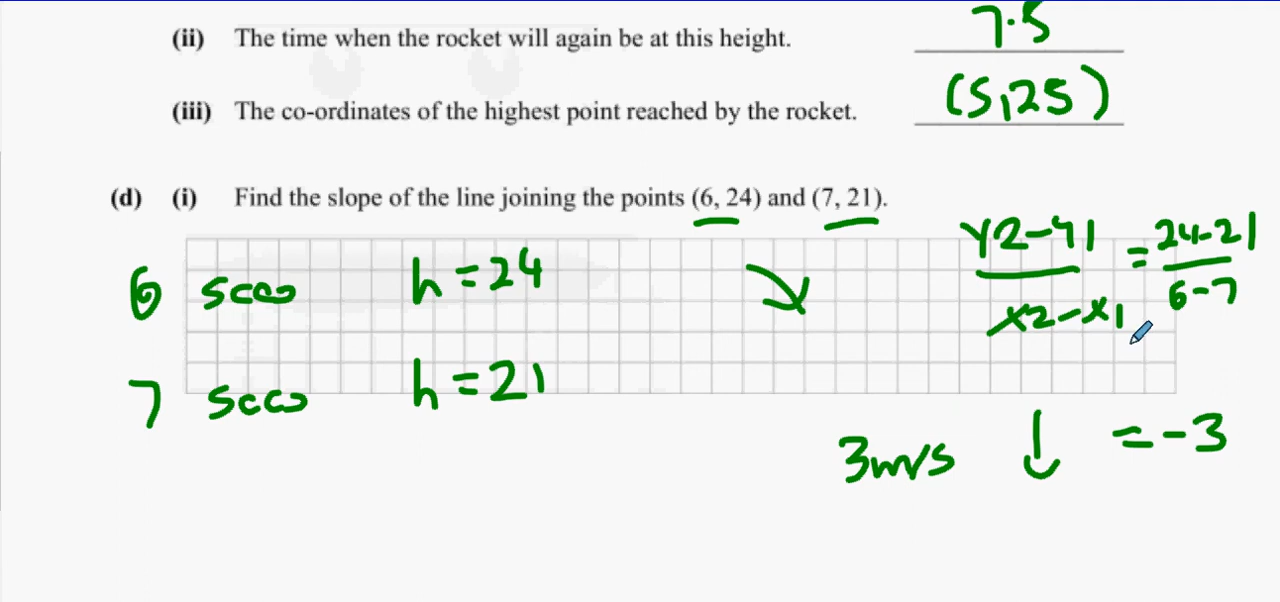 (ii) The time when the rocket will again be at this height. 7.5
(iii) The co-ordinates of the highest point reached by the rocket. (5,25)
(d) (i) Find the slope of the line joining the points (6, 24) and (7, 21).
6 secs h = 24 Y2-Y1 / X2-X1 = 24-21 / 6-7
7 secs h = 21
3m/s ↓ = -3